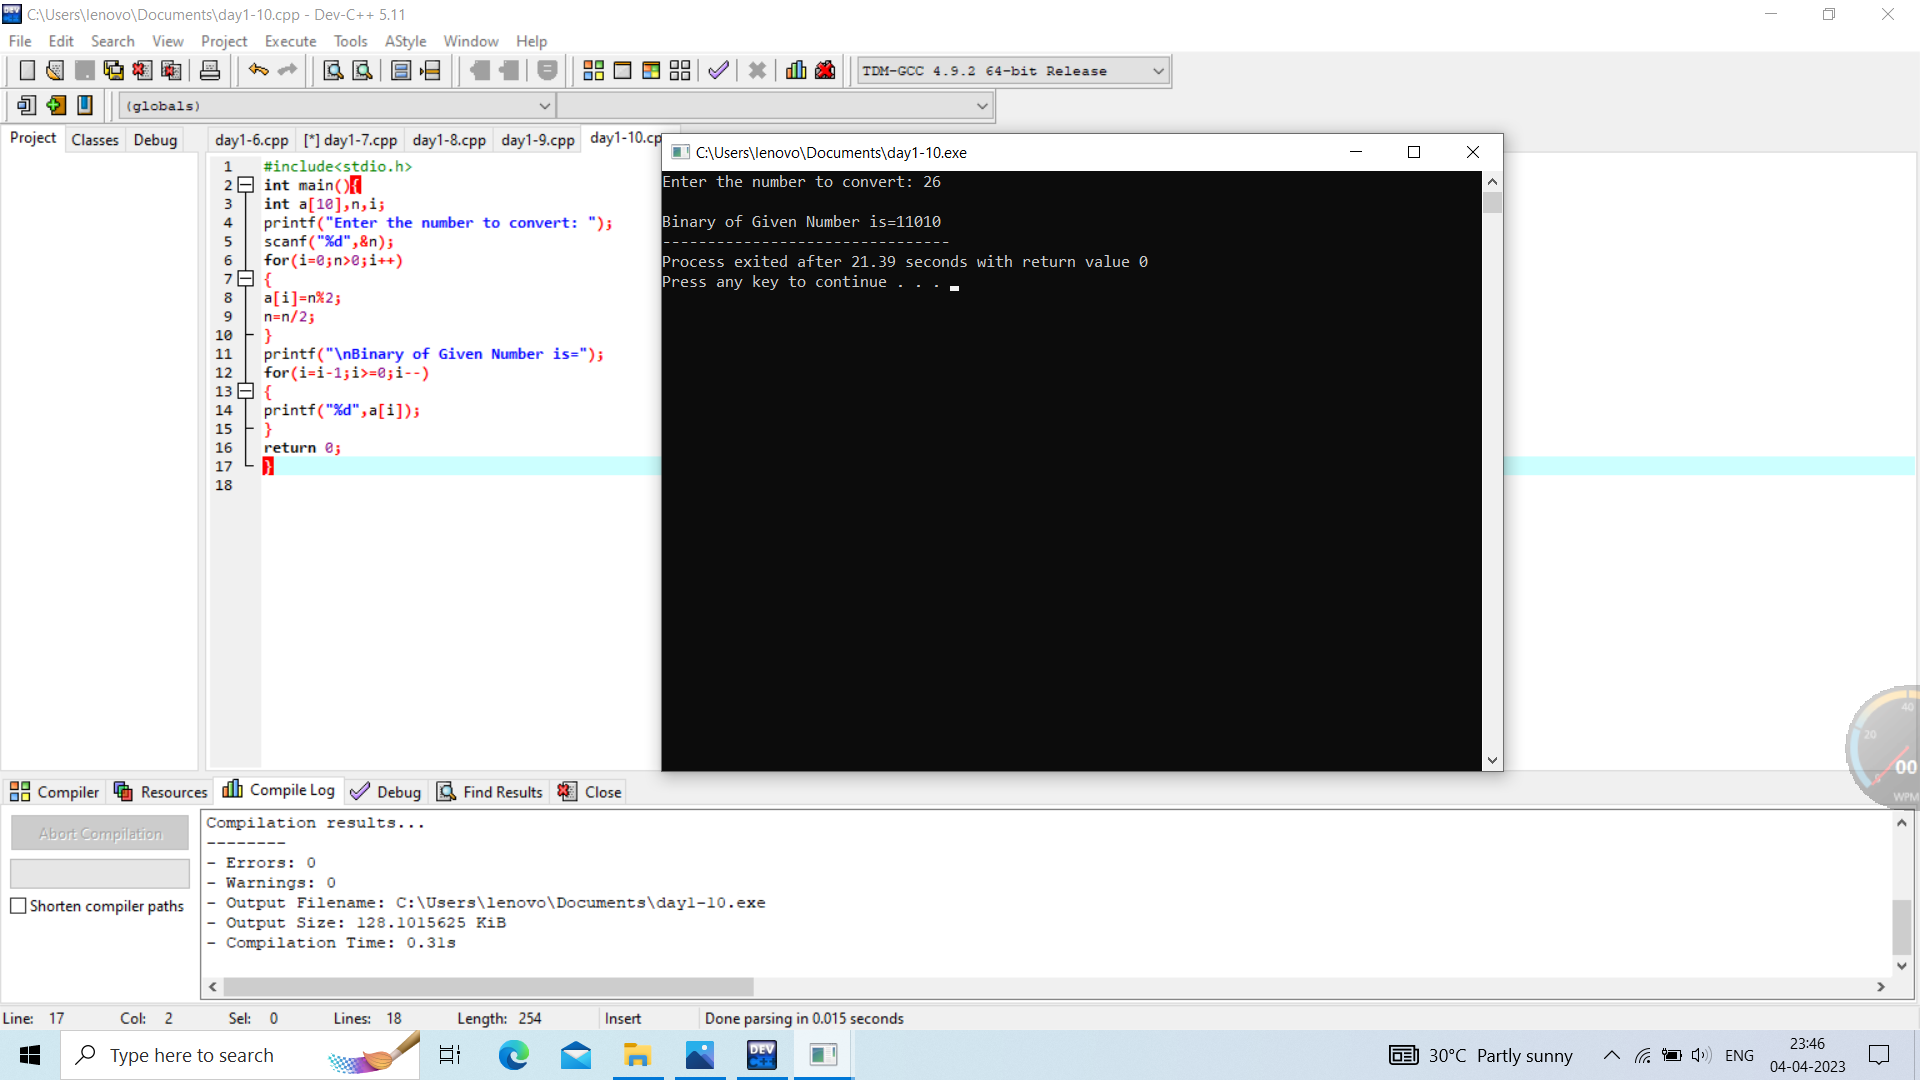 C:\Users\lenovo\Documents\day1-10.cpp - Dev-C++ 5.11
File Edit Search View Project Execute Tools AStyle Window Help
TDM-GCC 4.9.2 64-bit Release
(globals)
Project Classes Debug
day1-6.cpp [*] day1-7.cpp day1-8.cpp day1-9.cpp day1-10.cp
1 #include<stdio.h>
2 int main(){
3 int a[10],n,i;
4 printf("Enter the number to convert: ");
5 scanf("%d",&n);
6 for(i=0;n>0;i++)
7 {
8 a[i]=n%2;
9 n=n/2;
10 }
11 printf("\nBinary of Given Number is=");
12 for(i=i-1;i>=0;i--)
13 {
14 printf("%d",a[i]);
15 }
16 return 0;
17 }
18
C:\Users\lenovo\Documents\day1-10.exe
Enter the number to convert: 26
Binary of Given Number is=11010
--------------------------------
Process exited after 21.39 seconds with return value 0
Press any key to continue . . .
40
20
0
00
WPM
Compiler Resources Compile Log Debug Find Results Close
Abort Compilation
Shorten compiler paths
Compilation results...
--------
- Errors: 0
- Warnings: 0
- Output Filename: C:\Users\lenovo\Documents\day1-10.exe
- Output Size: 128.1015625 KiB
- Compilation Time: 0.31s
Line: 17 Col: 2 Sel: 0 Lines: 18 Length: 254 Insert Done parsing in 0.015 seconds
Type here to search
DEV C++
30°C Partly sunny
ENG
23:46
04-04-2023